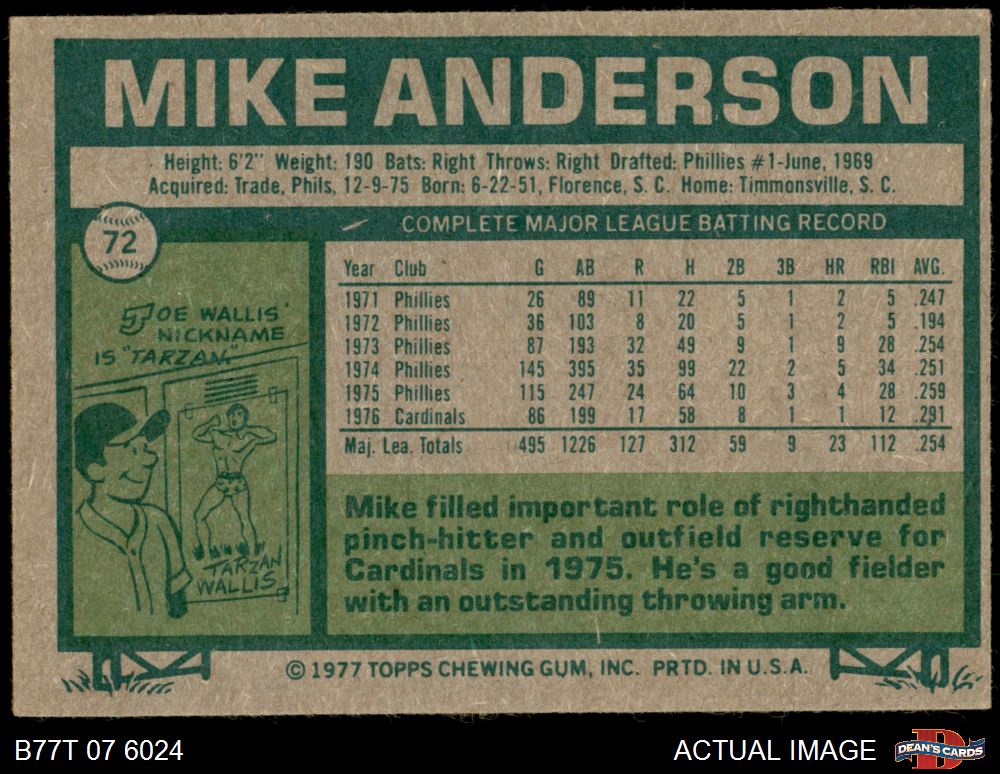 MIKE ANDERSON
Height: 6'2" Weight: 190 Bats: Right Throws: Right Drafted: Phillies #1-June, 1969
Acquired: Trade, Phils, 12-9-75 Born: 6-22-51, Florence, S. C. Home: Timmonsville, S. C.
72
COMPLETE MAJOR LEAGUE BATTING RECORD
Year Club G AB R H 2B 3B HR RBI AVG.
1971 Phillies 26 89 11 22 5 1 2 5 .247
1972 Phillies 36 103 8 20 5 1 2 5 .194
1973 Phillies 87 193 32 49 9 1 9 28 .254
1974 Phillies 145 395 35 99 22 2 5 34 .251
1975 Phillies 115 247 24 64 10 3 4 28 .259
1976 Cardinals 86 199 17 58 8 1 1 12 .291
Maj. Lea. Totals 495 1226 127 312 59 9 23 112 .254
JOE WALLIS'
NICKNAME
IS "TARZAN."
TARZAN
WALLIS
Mike filled important role of righthanded
pinch-hitter and outfield reserve for
Cardinals in 1975. He's a good fielder
with an outstanding throwing arm.
© 1977 TOPPS CHEWING GUM, INC. PRTD. IN U.S.A.
B77T 07 6024
ACTUAL IMAGE
D
DEAN'S CARDS